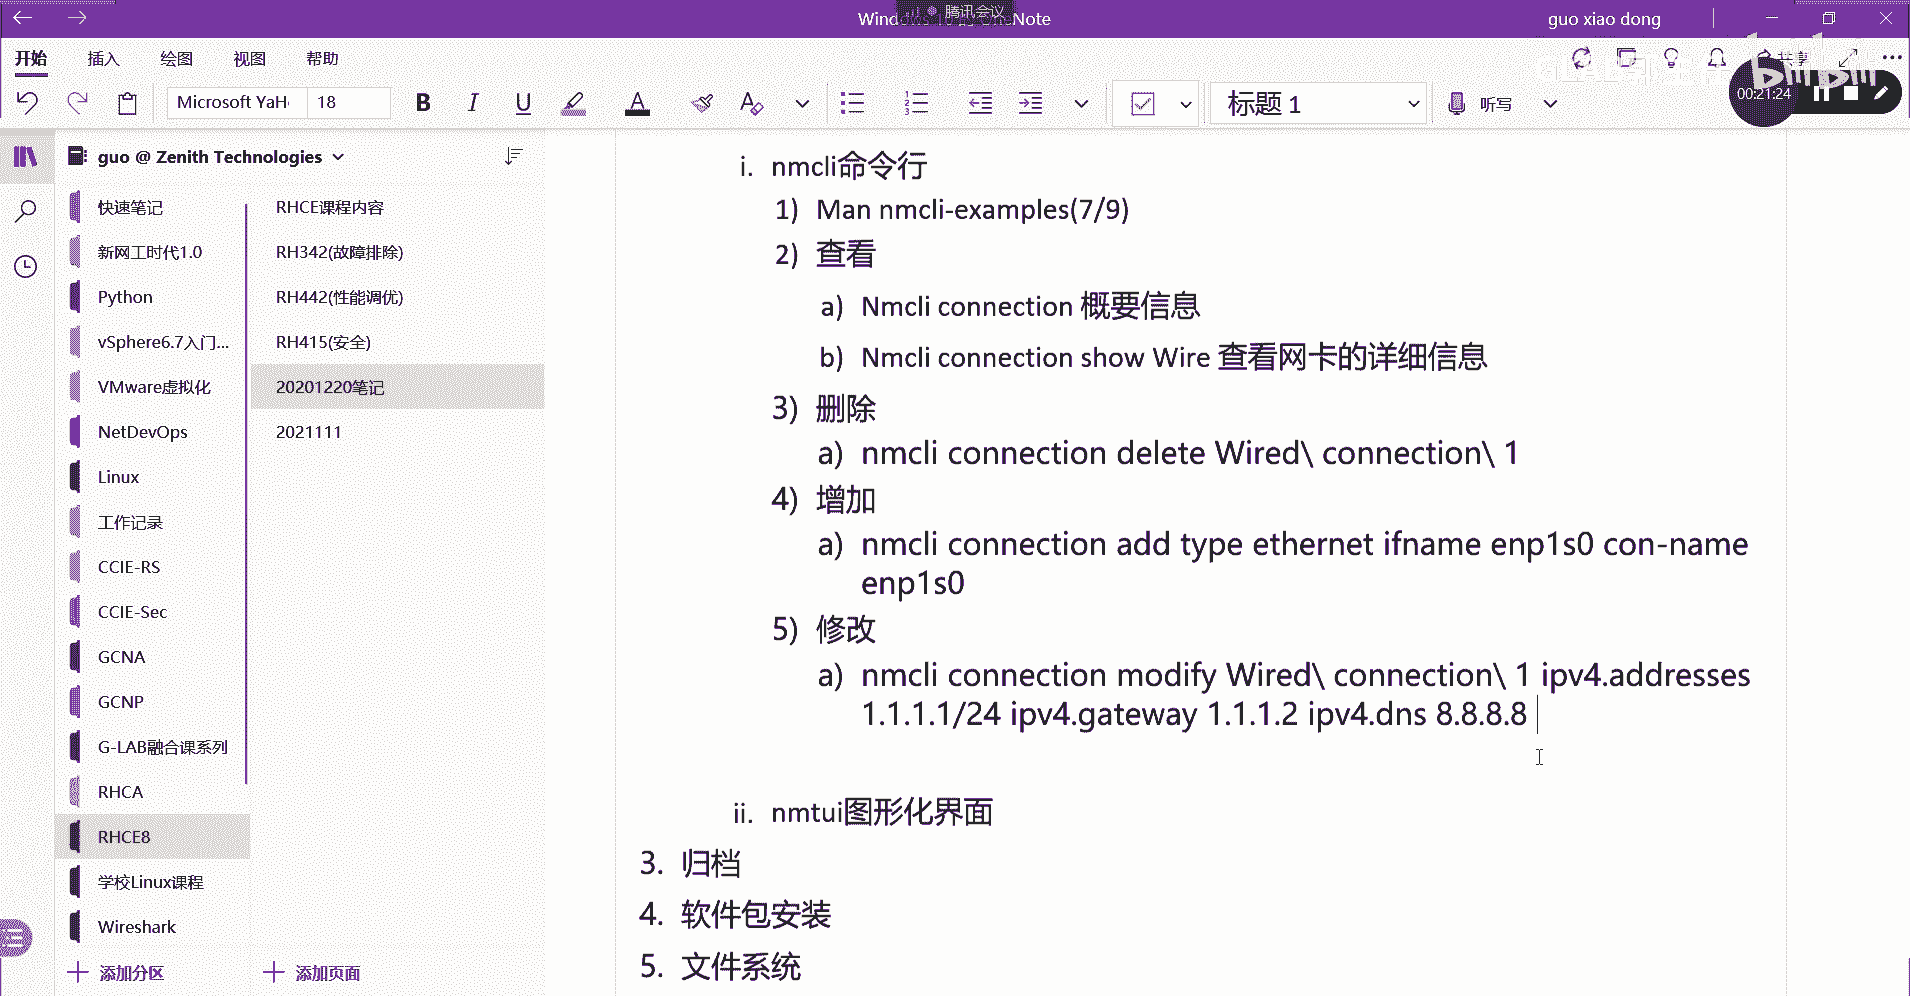 腾讯会议
guo xiao dong
开始 插入 绘图 视图 帮助
共享
bilibili
00:21:24
Microsoft YaH 18
B I U A
标题 1
听写
guo @ Zenith Technologies
快速笔记
新网工时代1.0
Python
vSphere6.7入门...
VMware虚拟化
NetDevOps
Linux
工作记录
CCIE-RS
CCIE-Sec
GCNA
GCNP
G-LAB融合课系列
RHCA
RHCE8
学校Linux课程
Wireshark
添加分区
RHCE课程内容
RH342(故障排除)
RH442(性能调优)
RH415(安全)
20201220笔记
2021111
添加页面
i. nmcli命令行
1) Man nmcli-examples(7/9)
2) 查看
a) Nmcli connection 概要信息
b) Nmcli connection show Wire 查看网卡的详细信息
3) 删除
a) nmcli connection delete Wired\ connection\ 1
4) 增加
a) nmcli connection add type ethernet ifname enp1s0 con-name
enp1s0
5) 修改
a) nmcli connection modify Wired\ connection\ 1 ipv4.addresses
1.1.1.1/24 ipv4.gateway 1.1.1.2 ipv4.dns 8.8.8.8
ii. nmtui图形化界面
3. 归档
4. 软件包安装
5. 文件系统